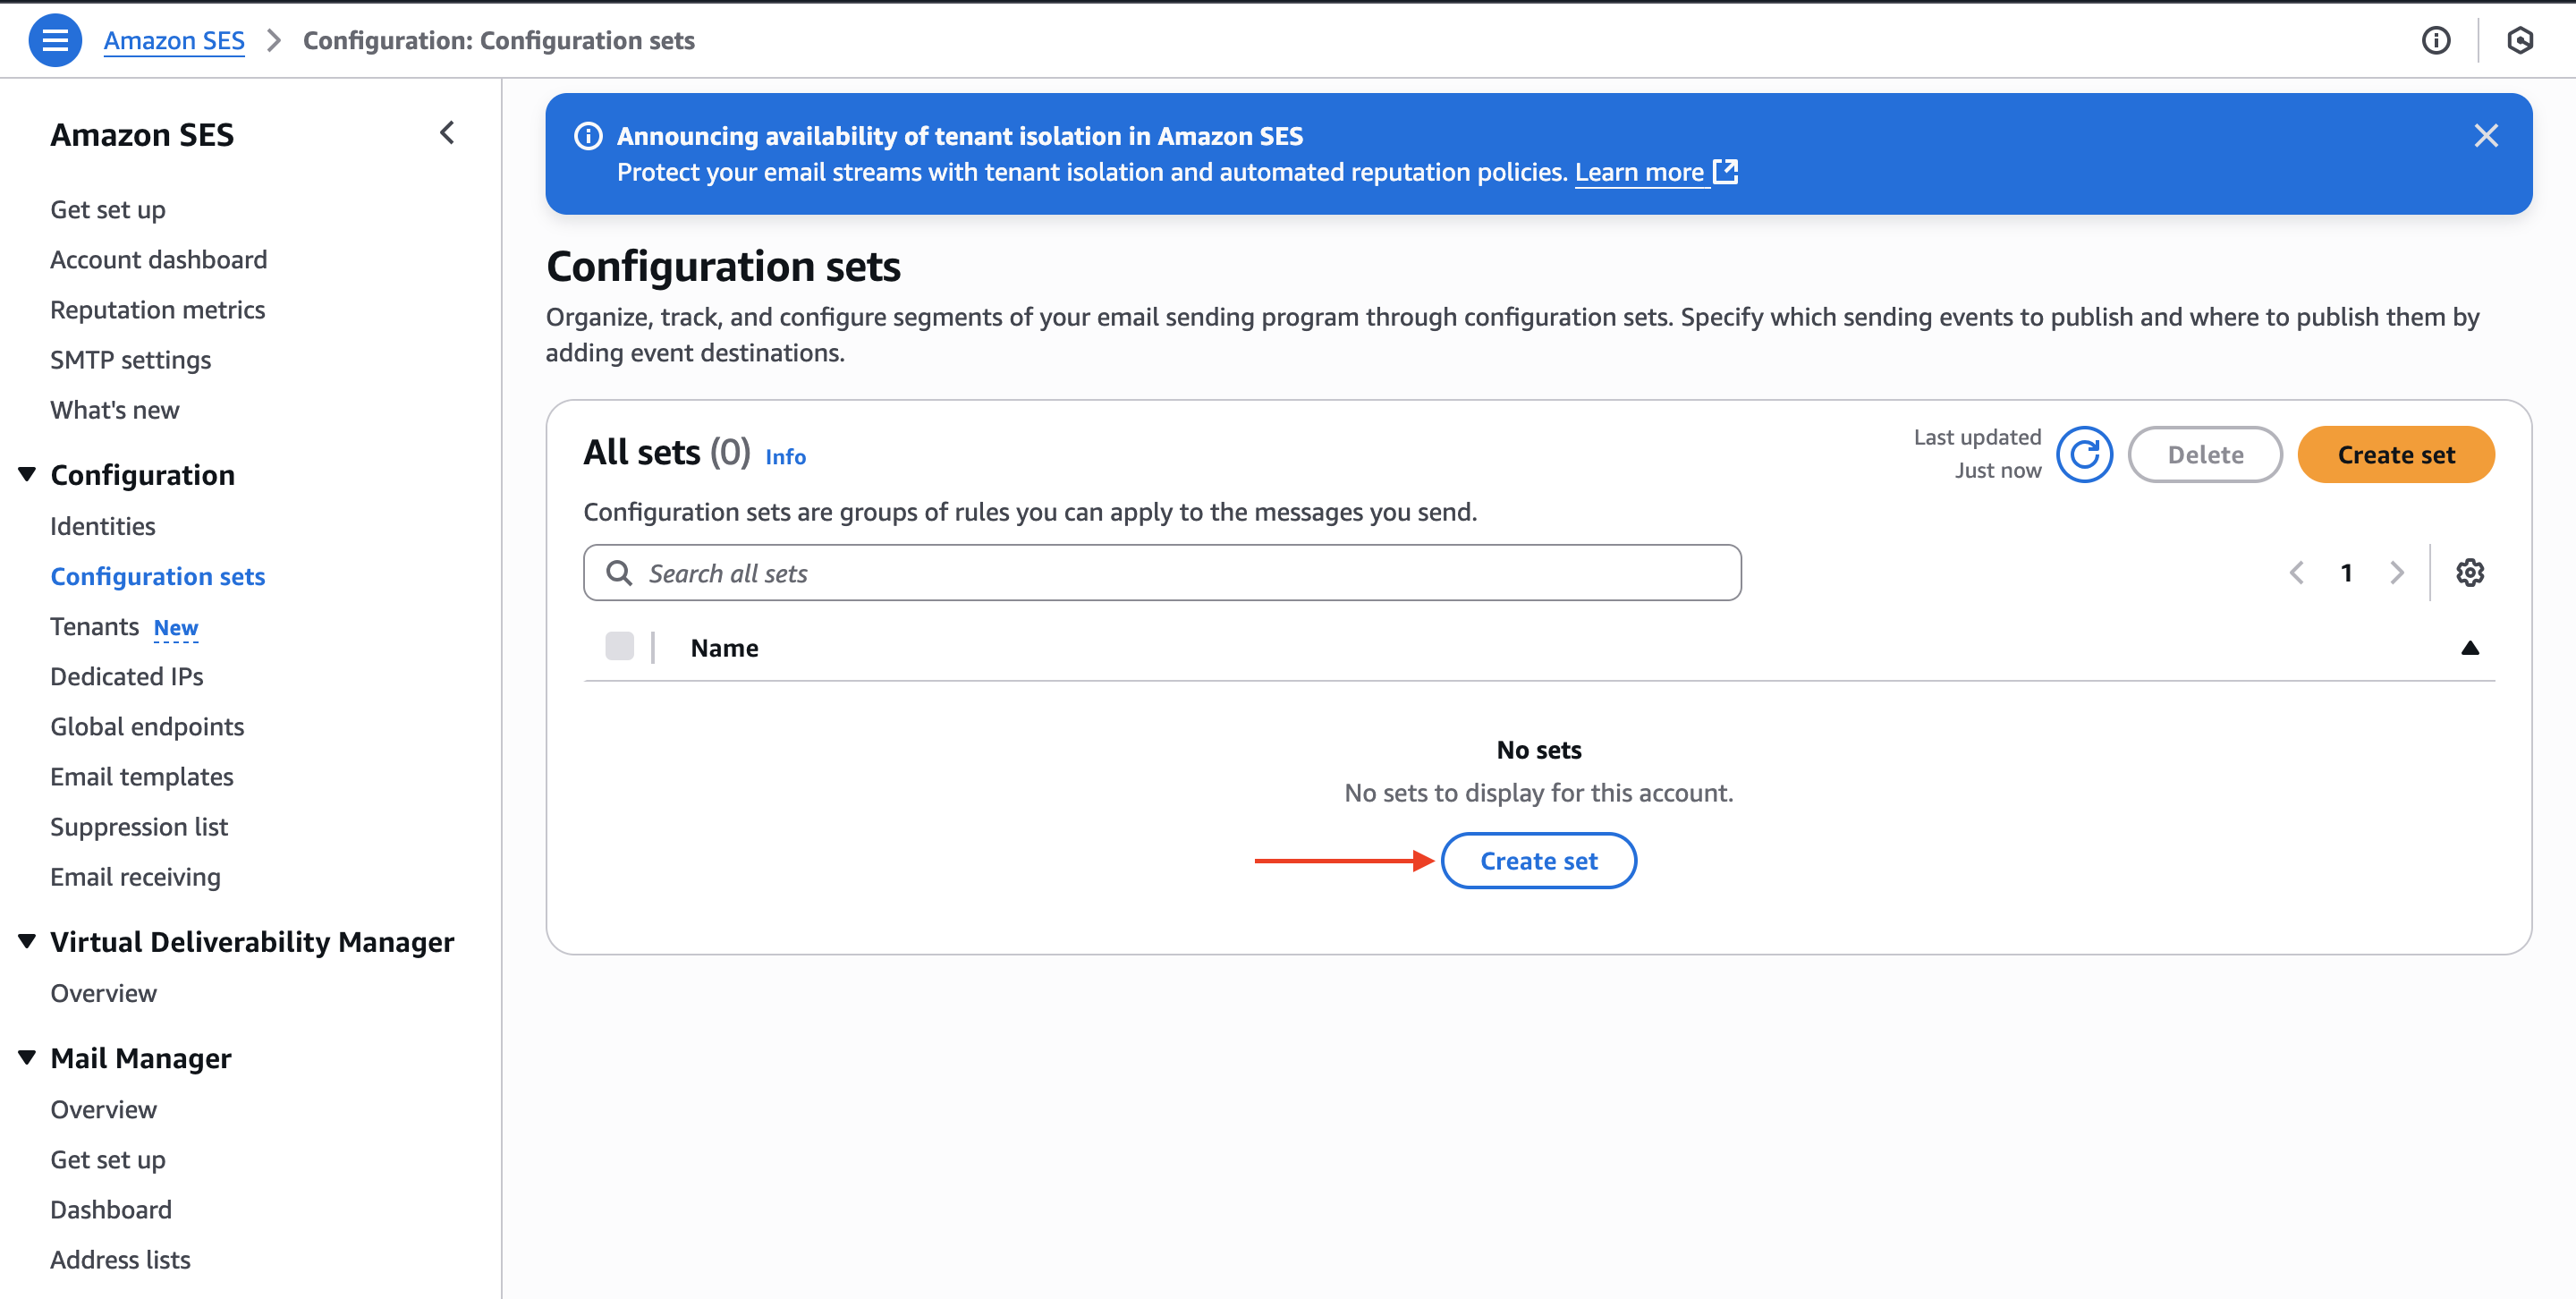 Amazon SES > Configuration: Configuration sets
Amazon SES
Get set up
Account dashboard
Reputation metrics
SMTP settings
What's new
Configuration
Identities
Configuration sets
Tenants New
Dedicated IPs
Global endpoints
Email templates
Suppression list
Email receiving
Virtual Deliverability Manager
Overview
Mail Manager
Overview
Get set up
Dashboard
Address lists
Announcing availability of tenant isolation in Amazon SES
Protect your email streams with tenant isolation and automated reputation policies. Learn more
Configuration sets
Organize, track, and configure segments of your email sending program through configuration sets. Specify which sending events to publish and where to publish them by
adding event destinations.
All sets (0) Info
Last updated
Just now
Delete
Create set
Configuration sets are groups of rules you can apply to the messages you send.
Search all sets
1
Name
No sets
No sets to display for this account.
Create set